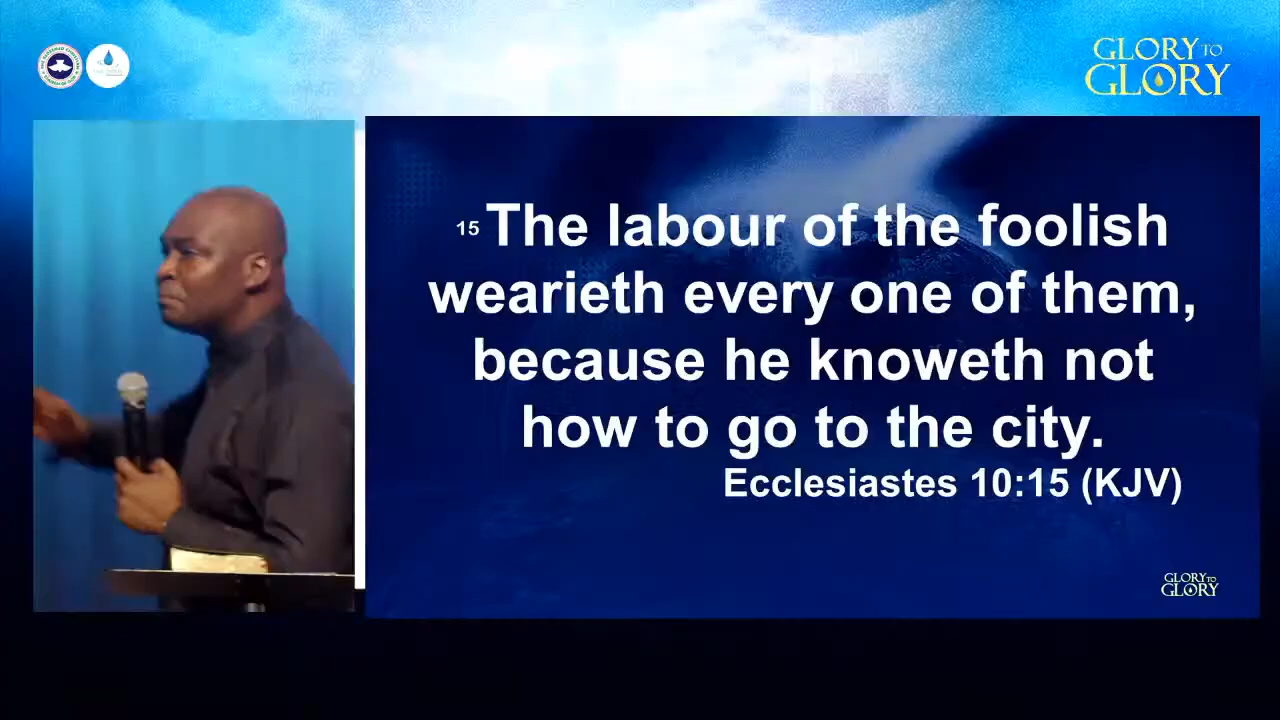 GLORY TO
GLORY
15 The labour of the foolish
wearieth every one of them,
because he knoweth not
how to go to the city.
Ecclesiastes 10:15 (KJV)
GLORY TO
GLORY